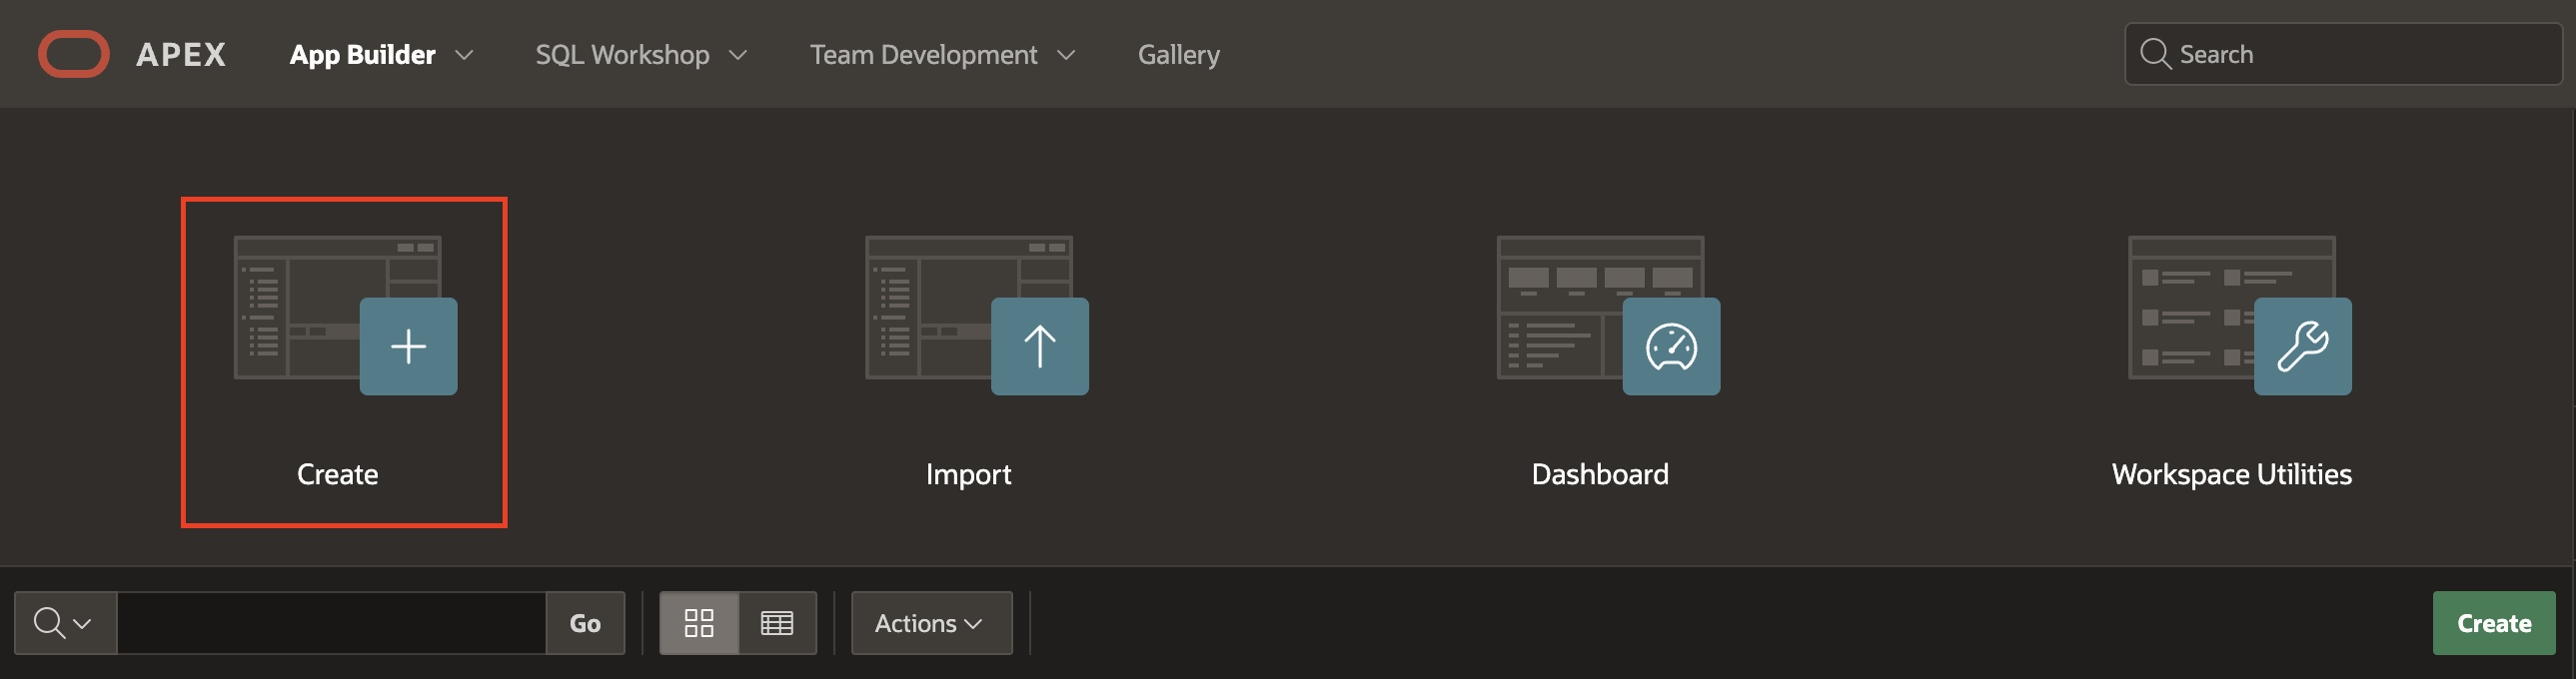 APEX App Builder SQL Workshop Team Development Gallery Search
Create Import Dashboard Workspace Utilities
Go Actions Create